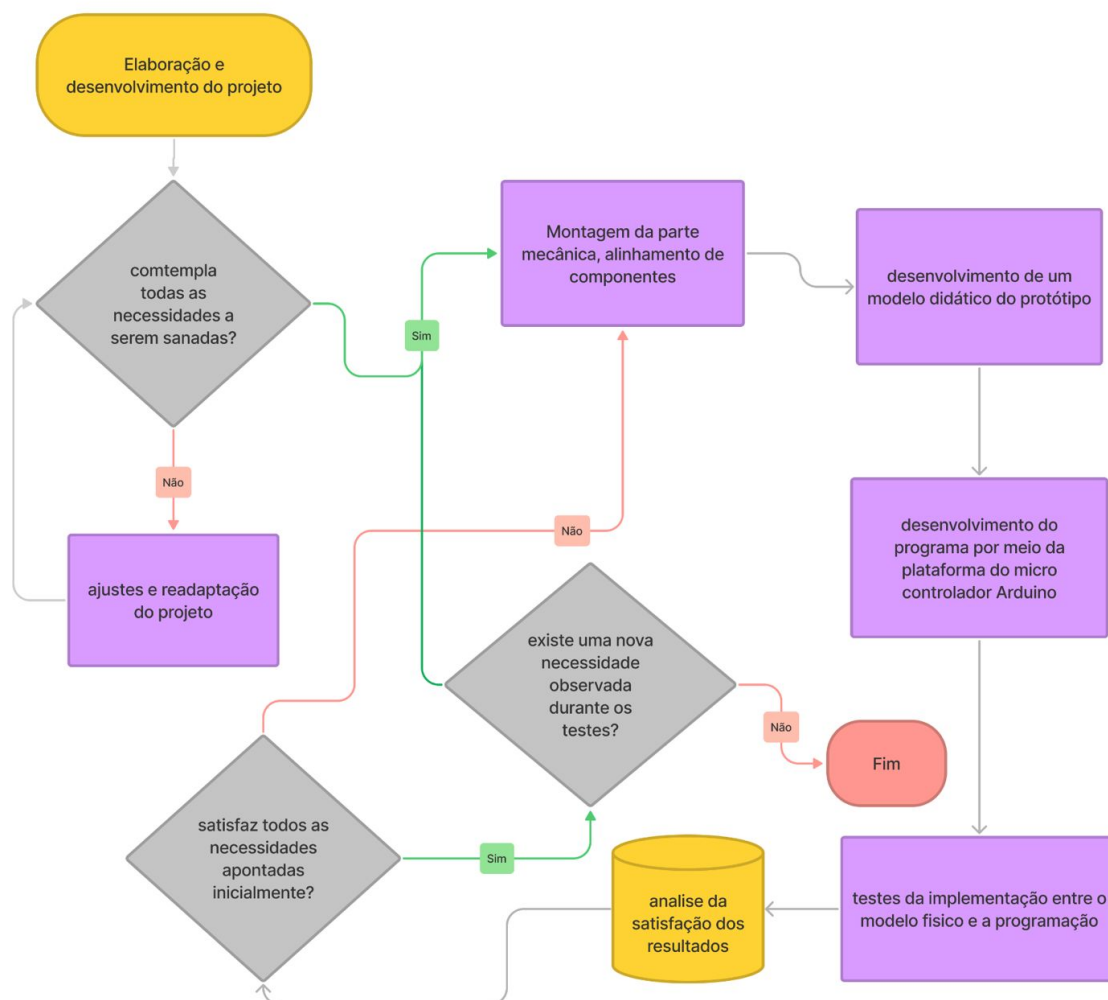 Elaboração e
desenvolvimento do projeto
comtempla
todas as
necessidades a
serem sanadas?
Sim
Não
ajustes e readaptação
do projeto
Montagem da parte
mecânica, alinhamento de
componentes
desenvolvimento de um
modelo didático do protótipo
desenvolvimento do
programa por meio da
plataforma do micro
controlador Arduino
testes da implementação entre o
modelo fisico e a programação
analise da
satisfação dos
resultados
satisfaz todos as
necessidades
apontadas
inicialmente?
Não
Sim
existe uma nova
necessidade
observada
durante os
testes?
Não
Fim